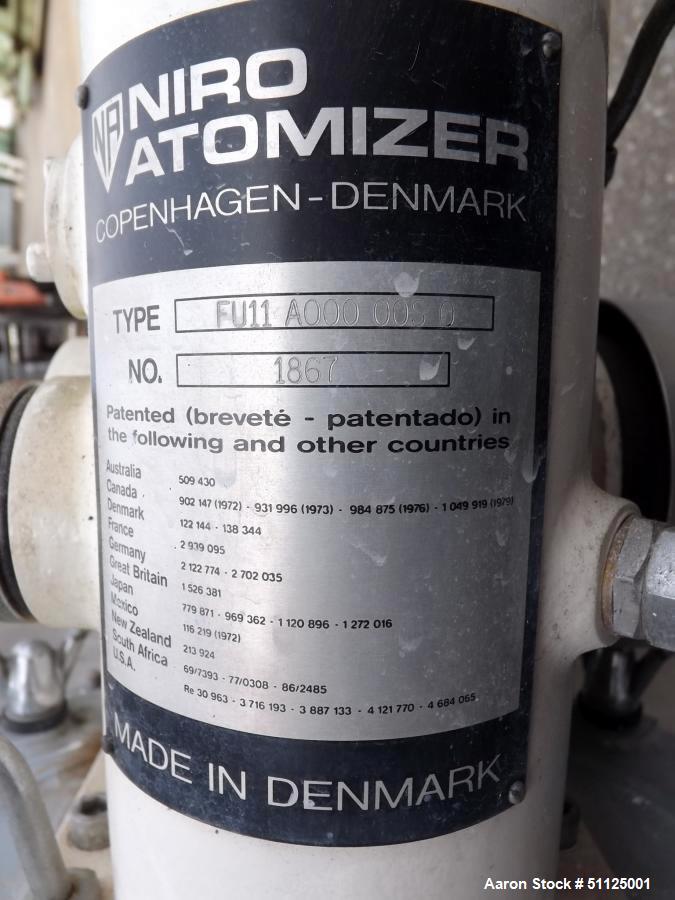 NA NIRO
ATOMIZER
COPENHAGEN-DENMARK
TYPE FU11 A000 00S 0
NO. 1867
Patented (breveté - patentado) in
the following and other countries
Australia 509 430
Canada 902 147 (1972) - 931 996 (1973) - 984 875 (1976) - 1 049 919 (1979)
Denmark 122 144 - 138 344
France 2 939 095
Germany 2 122 774 - 2 702 035
Great Britain 1 526 381
Japan 779 871 - 969 362 - 1 120 896 - 1 272 016
Mexico 116 219 (1972)
New Zealand 213 924
South Africa 69/7393 - 77/0308 - 86/2485
U.S.A. Re 30 963 - 3 716 193 - 3 887 133 - 4 121 770 - 4 684 065
MADE IN DENMARK
Aaron Stock # 51125001